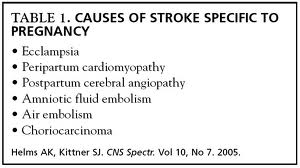 TABLE 1. CAUSES OF STROKE SPECIFIC TO
PREGNANCY
• Ecclampsia
• Peripartum cardiomyopathy
• Postpartum cerebral angiopathy
• Amniotic fluid embolism
• Air embolism
• Choriocarcinoma
Helms AK, Kittner SJ. CNS Spectr. Vol 10, No 7. 2005.